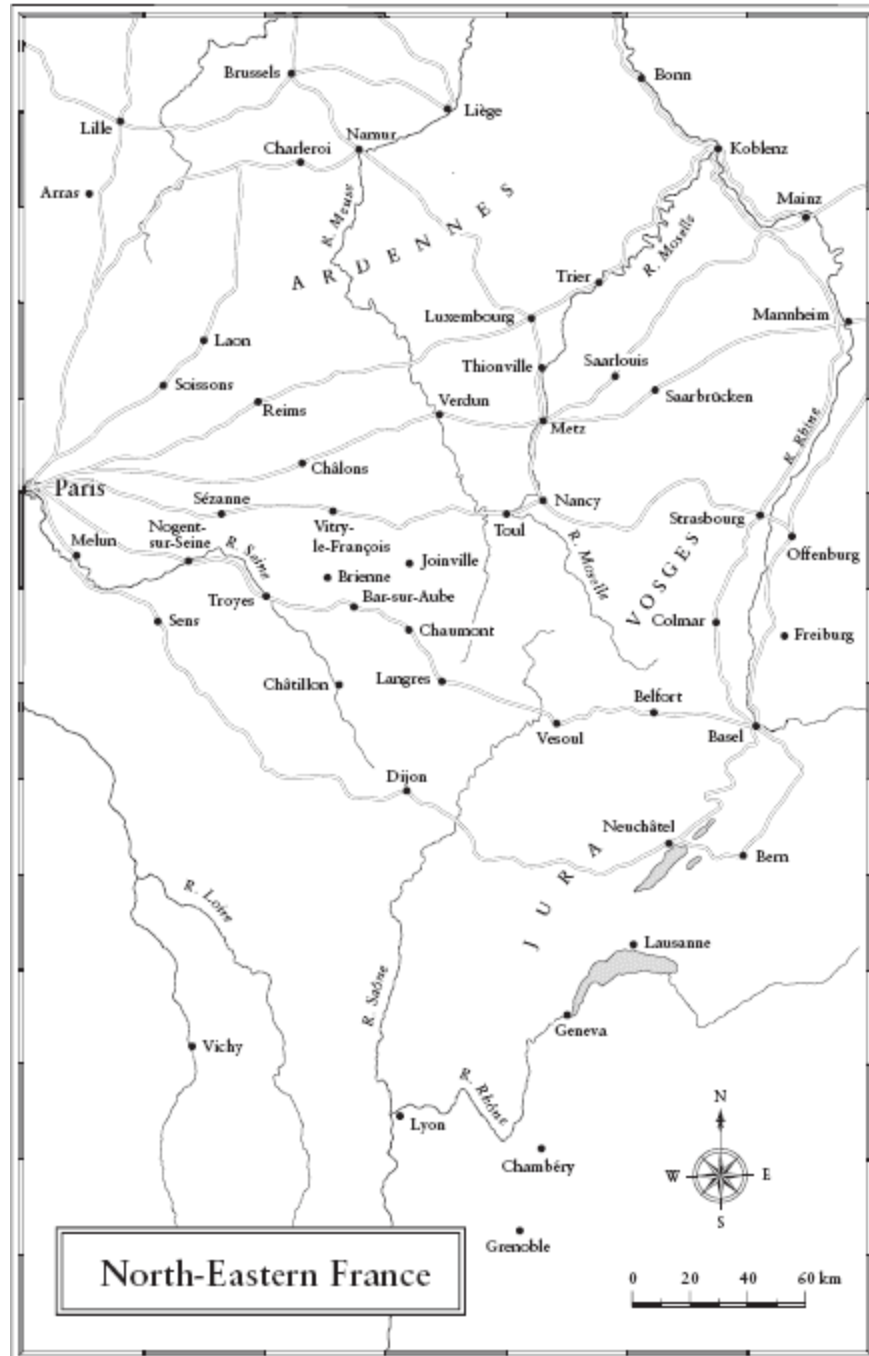 Brussels
Bonn
Liège
Lille
Namur
Charleroi
Koblenz
Arras
Mainz
R. Meuse
ARDENNES
R. Moselle
Trier
Luxembourg
Mannheim
Laon
Thionville
Saarlouis
Soissons
Saarbrücken
Reims
Verdun
Metz
R. Rhine
Châlons
Paris
Sézanne
Nancy
Vitry-
le-François
Toul
Strasbourg
Nogent-
sur-Seine
Melun
R. Seine
Offenburg
Joinville
R. Moselle
VOSGES
Brienne
Troyes
Bar-sur-Aube
Sens
Chaumont
Colmar
Freiburg
Châtillon
Langres
Belfort
Vesoul
Basel
Dijon
Neuchâtel
Bern
JURA
R. Loire
Lausanne
R. Saône
Geneva
Vichy
R. Rhône
Lyon
Chambéry
N
W
E
S
Grenoble
North-Eastern France
0 20 40 60 km